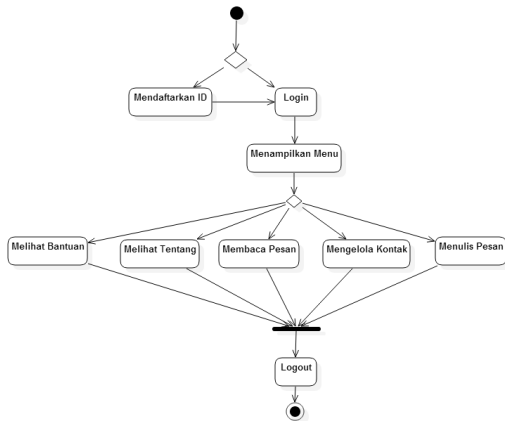 Mendaftarkan ID
Login
Menampilkan Menu
Melihat Bantuan
Melihat Tentang
Membaca Pesan
Mengelola Kontak
Menulis Pesan
Logout